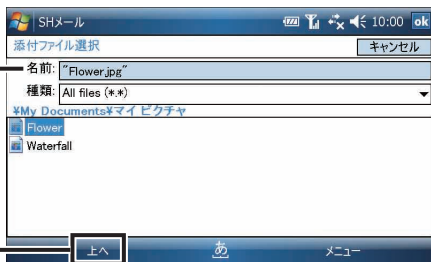 SHメール 10:00 ok
添付ファイル選択 キャンセル
名前: "Flower.jpg"
種類: All files (*.*)
¥My Documents¥マイ ピクチャ
Flower
Waterfall
上へ あ メニュー